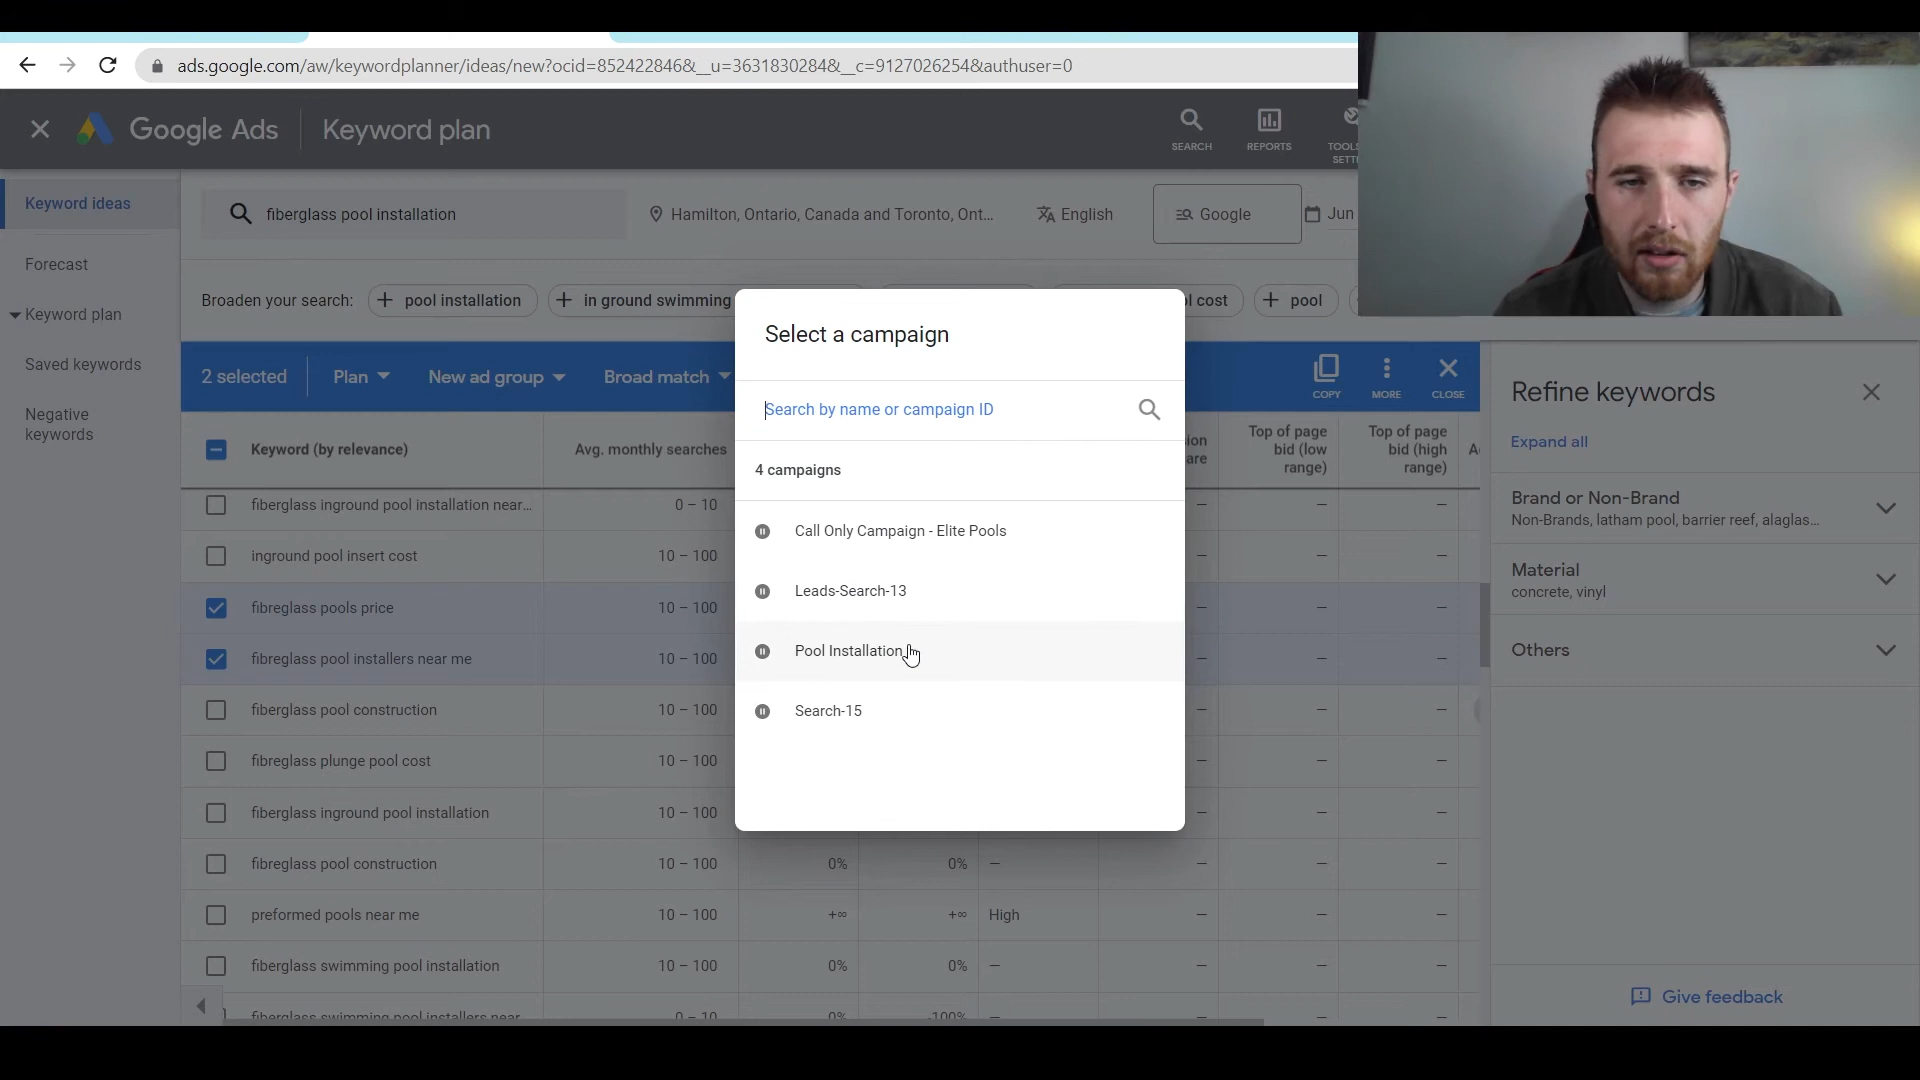 ads.google.com/aw/keywordplanner/ideas/new?ocid=852422846&__u=3631830284&__c=9127026254&authuser=0
Google Ads
Keyword plan
SEARCH
REPORTS
Keyword ideas
Forecast
Keyword plan
Saved keywords
Negative
keywords
fiberglass pool installation
Hamilton, Ontario, Canada and Toronto, Ont...
English
Google
Jun
Broaden your search:
+ pool installation
+ in ground swimming
+ pool
2 selected
Plan
New ad group
Broad match
COPY
MORE
CLOSE
Keyword (by relevance)
Avg. monthly searches
Top of page
bid (low
range)
Top of page
bid (high
range)
fiberglass inground pool installation near...
0 – 10
— — —
inground pool insert cost
10 – 100
— — —
fibreglass pools price
10 – 100
— — —
fibreglass pool installers near me
10 – 100
— — —
fiberglass pool construction
10 – 100
— — —
fibreglass plunge pool cost
10 – 100
— — —
fiberglass inground pool installation
10 – 100
— — —
fibreglass pool construction
10 – 100
0% 0% — — — —
preformed pools near me
10 – 100
+∞ +∞ High — — —
fiberglass swimming pool installation
10 – 100
0% 0% — — — —
fiberglass swimming pool installers near
0 – 10
0% -100% — — — —
Select a campaign
Search by name or campaign ID
4 campaigns
Call Only Campaign - Elite Pools
Leads-Search-13
Pool Installation
Search-15
Refine keywords
Expand all
Brand or Non-Brand
Non-Brands, latham pool, barrier reef, alaglas...
Material
concrete, vinyl
Others
Give feedback